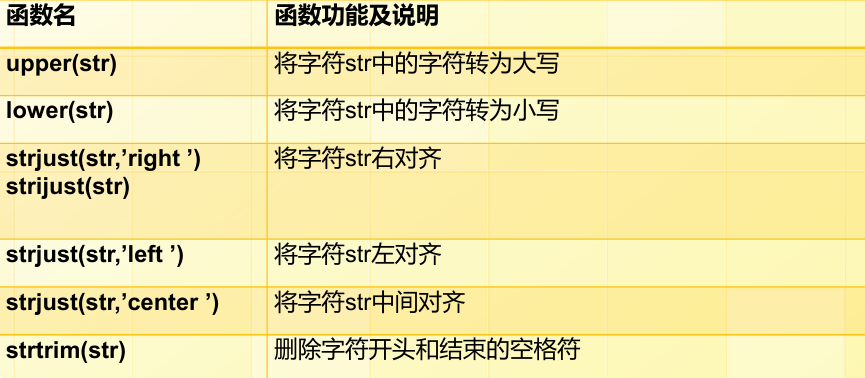 函数名 函数功能及说明
upper(str) 将字符str中的字符转为大写
lower(str) 将字符str中的字符转为小写
strjust(str,’right ’) 将字符str右对齐
strijust(str)
strjust(str,’left ’) 将字符str左对齐
strjust(str,’center ’) 将字符str中间对齐
strtrim(str) 删除字符开头和结束的空格符